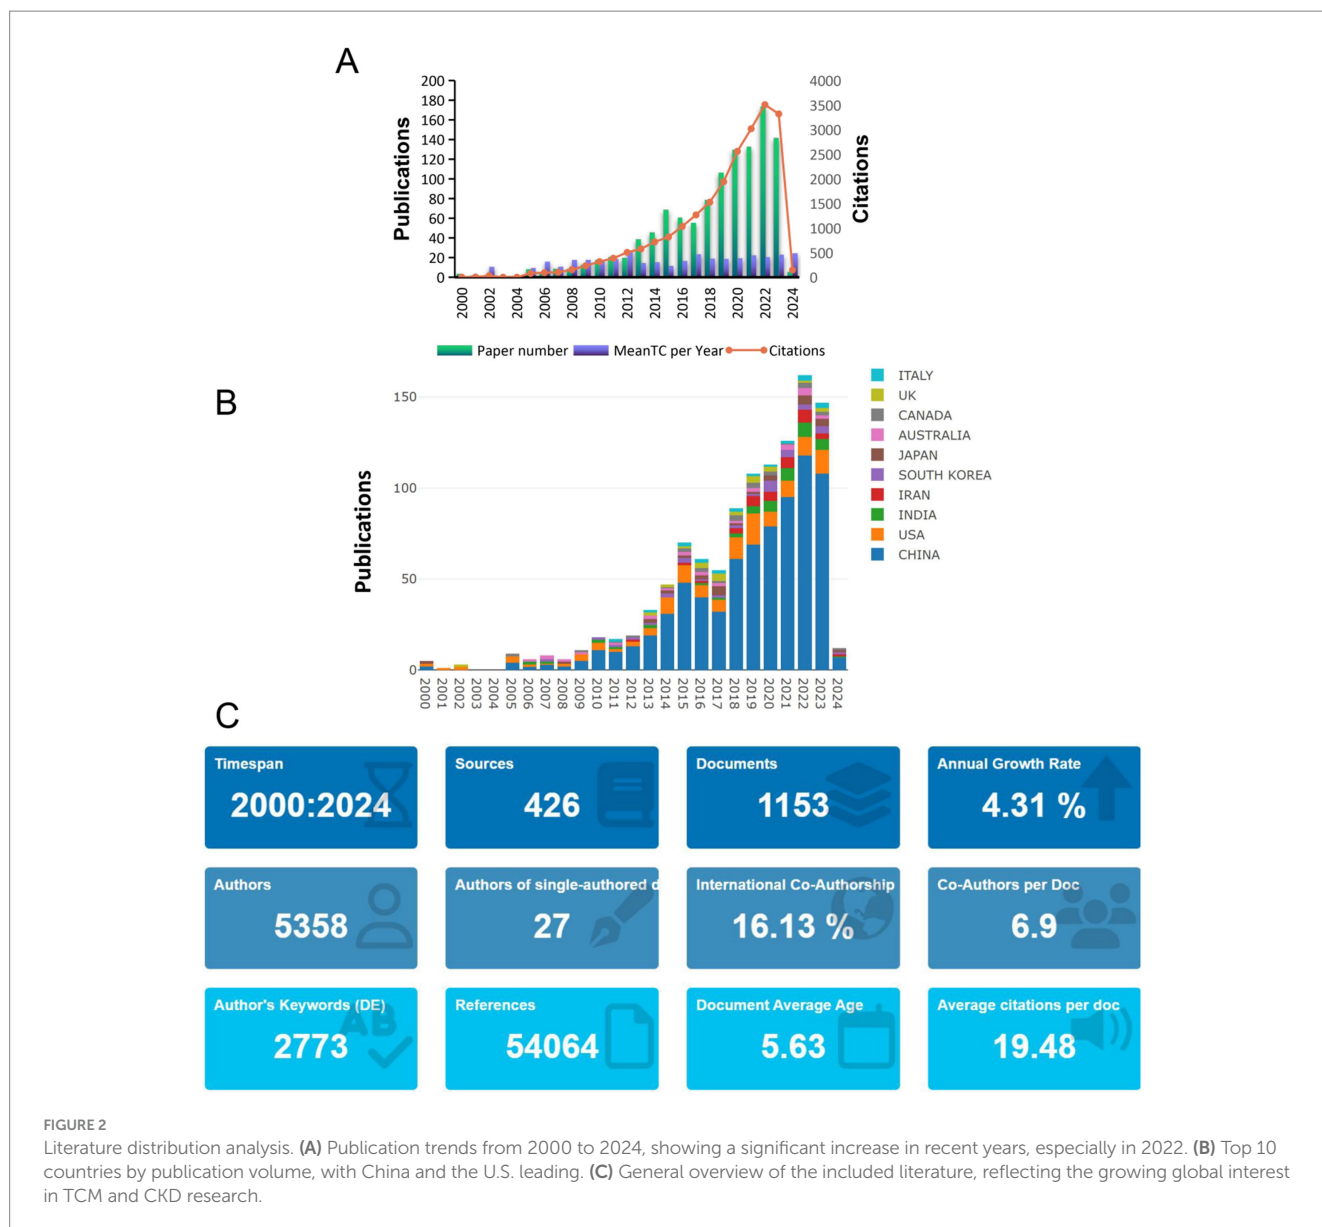 A
Publications
200
180
160
140
120
100
80
60
40
20
0
4000
3500
3000
2500
2000
1500
1000
500
0
Citations
2000
2002
2004
2006
2008
2010
2012
2014
2016
2018
2020
2022
2024
Paper number MeanTC per Year Citations
B
Publications
150
100
50
0
2000
2001
2002
2003
2004
2005
2006
2007
2008
2009
2010
2011
2012
2013
2014
2015
2016
2017
2018
2019
2020
2021
2022
2023
2024
ITALY
UK
CANADA
AUSTRALIA
JAPAN
SOUTH KOREA
IRAN
INDIA
USA
CHINA
C
Timespan
2000:2024
Sources
426
Documents
1153
Annual Growth Rate
4.31 %
Authors
5358
Authors of single-authored d
27
International Co-Authorship
16.13 %
Co-Authors per Doc
6.9
Author's Keywords (DE)
AB
2773
References
54064
Document Average Age
5.63
Average citations per doc
19.48
FIGURE 2
Literature distribution analysis. (A) Publication trends from 2000 to 2024, showing a significant increase in recent years, especially in 2022. (B) Top 10
countries by publication volume, with China and the U.S. leading. (C) General overview of the included literature, reflecting the growing global interest
in TCM and CKD research.